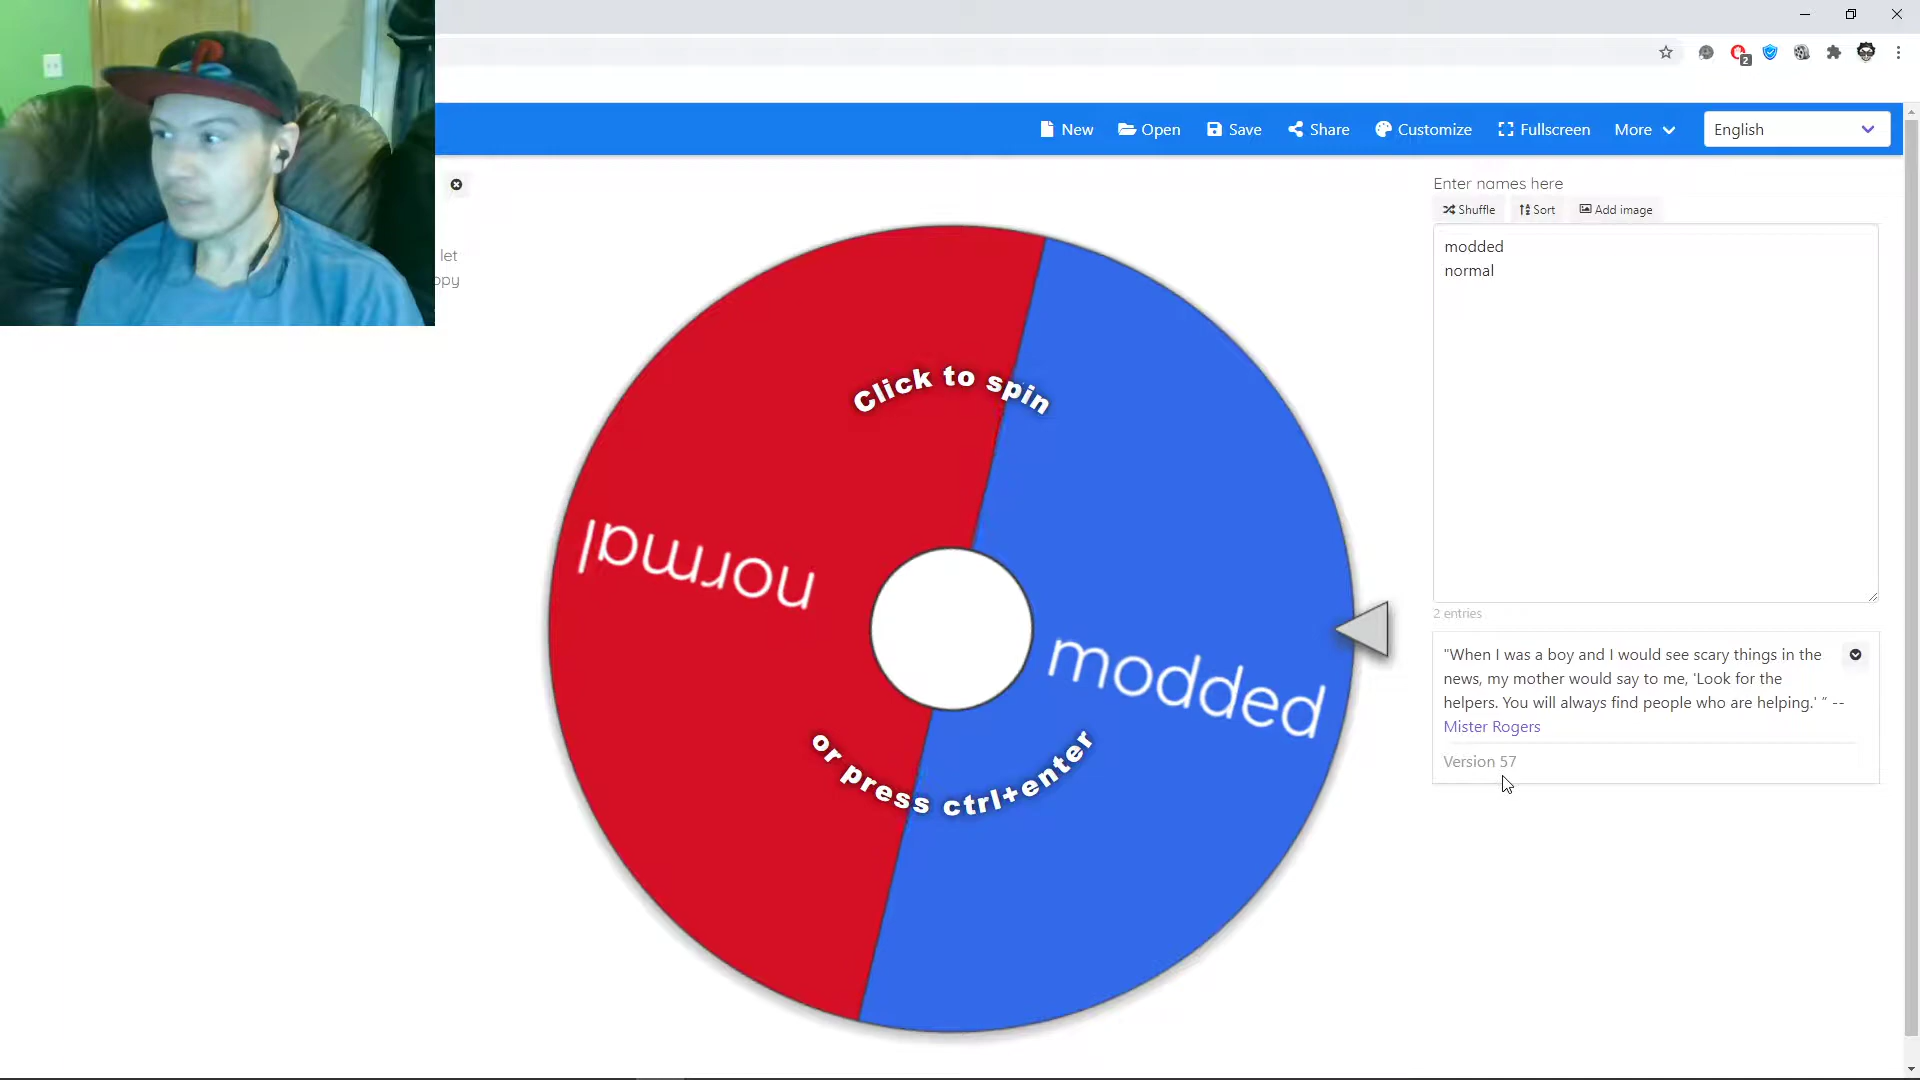 2
New
Open
Save
Share
Customize
Fullscreen
More
English
let
opy
Enter names here
Shuffle
Sort
Add image
modded
normal
2 entries
"When I was a boy and I would see scary things in the
news, my mother would say to me, 'Look for the
helpers. You will always find people who are helping.' ” --
Mister Rogers
Version 57
Click to spin
normal
modded
or press ctrl+enter